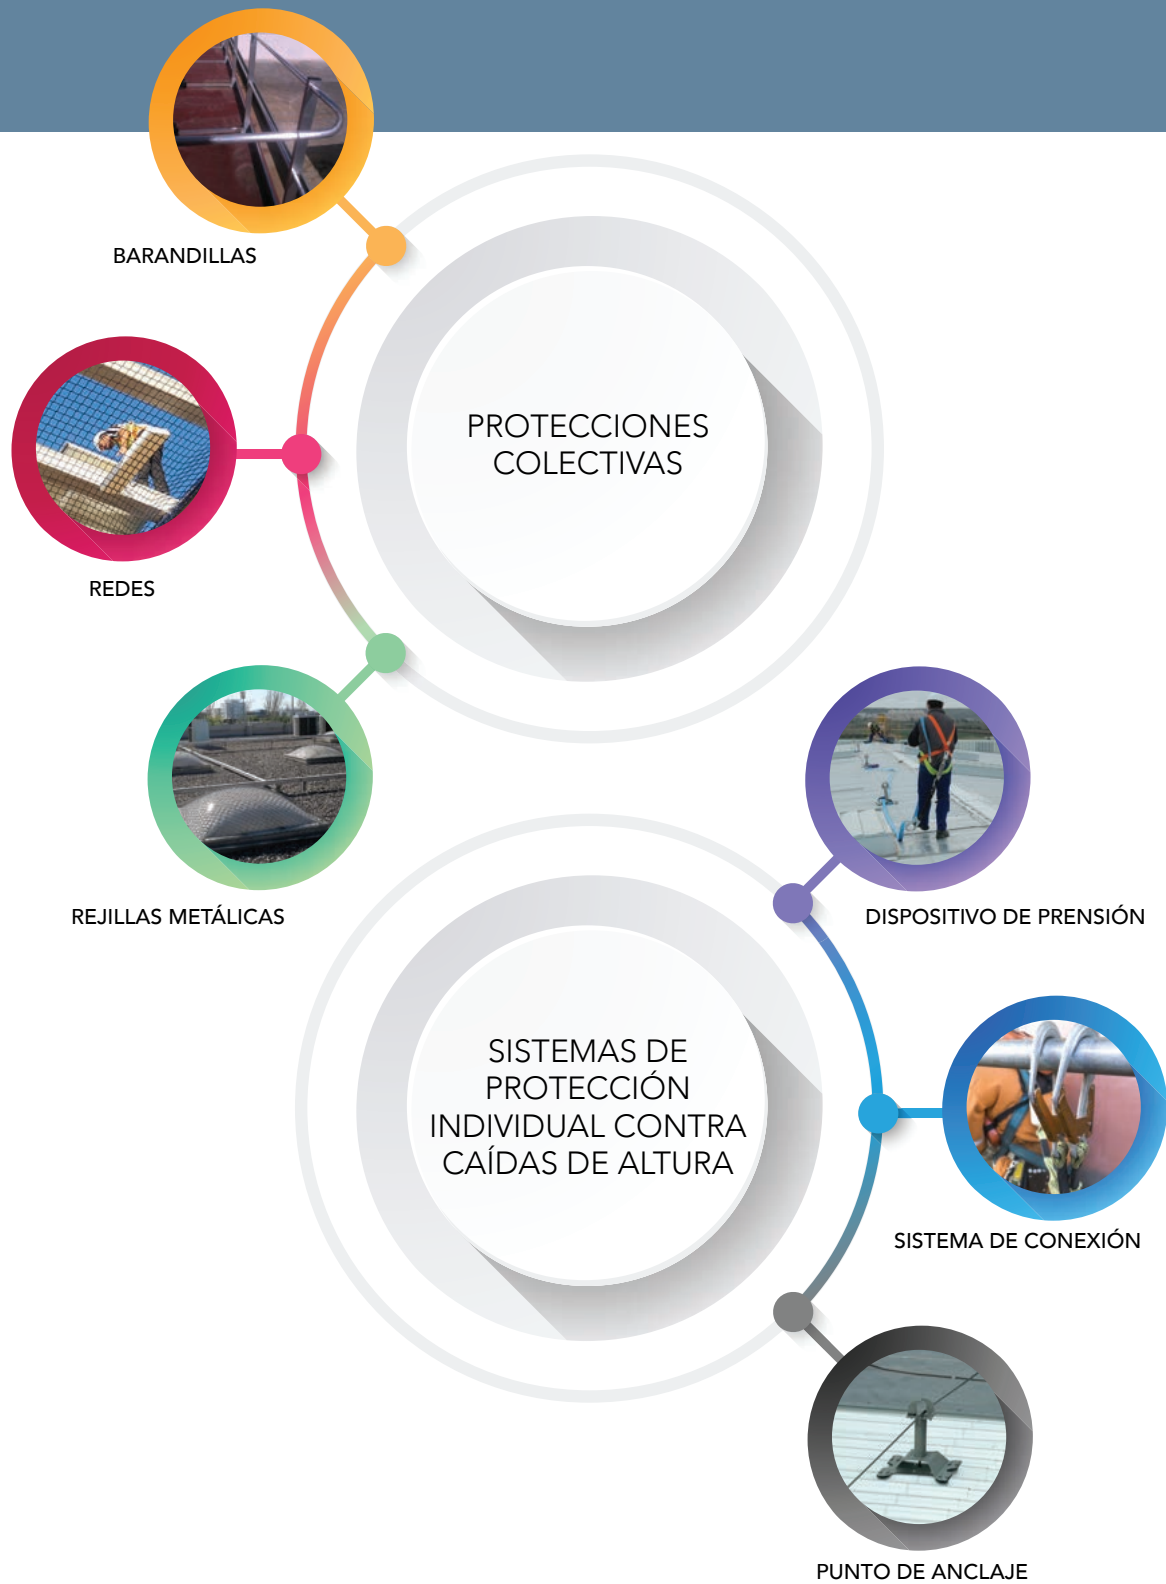 BARANDILLAS
PROTECCIONES
COLECTIVAS
REDES
REJILLAS METÁLICAS
DISPOSITIVO DE PRENSIÓN
SISTEMAS DE
PROTECCIÓN
INDIVIDUAL CONTRA
CAÍDAS DE ALTURA
SISTEMA DE CONEXIÓN
PUNTO DE ANCLAJE